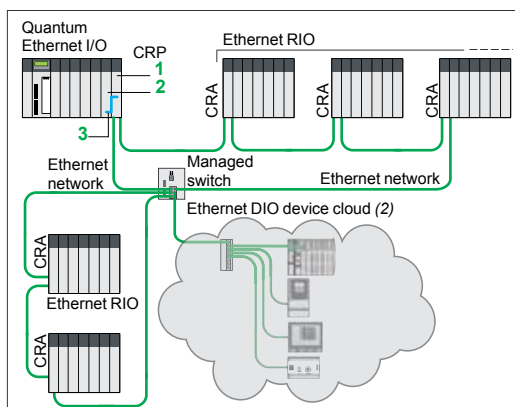 Quantum
Ethernet I/O
CRP
1
2
3
Ethernet RIO
CRA
CRA
CRA
Ethernet
network
Managed
switch
Ethernet network
Ethernet DIO device cloud (2)
CRA
Ethernet RIO
CRA